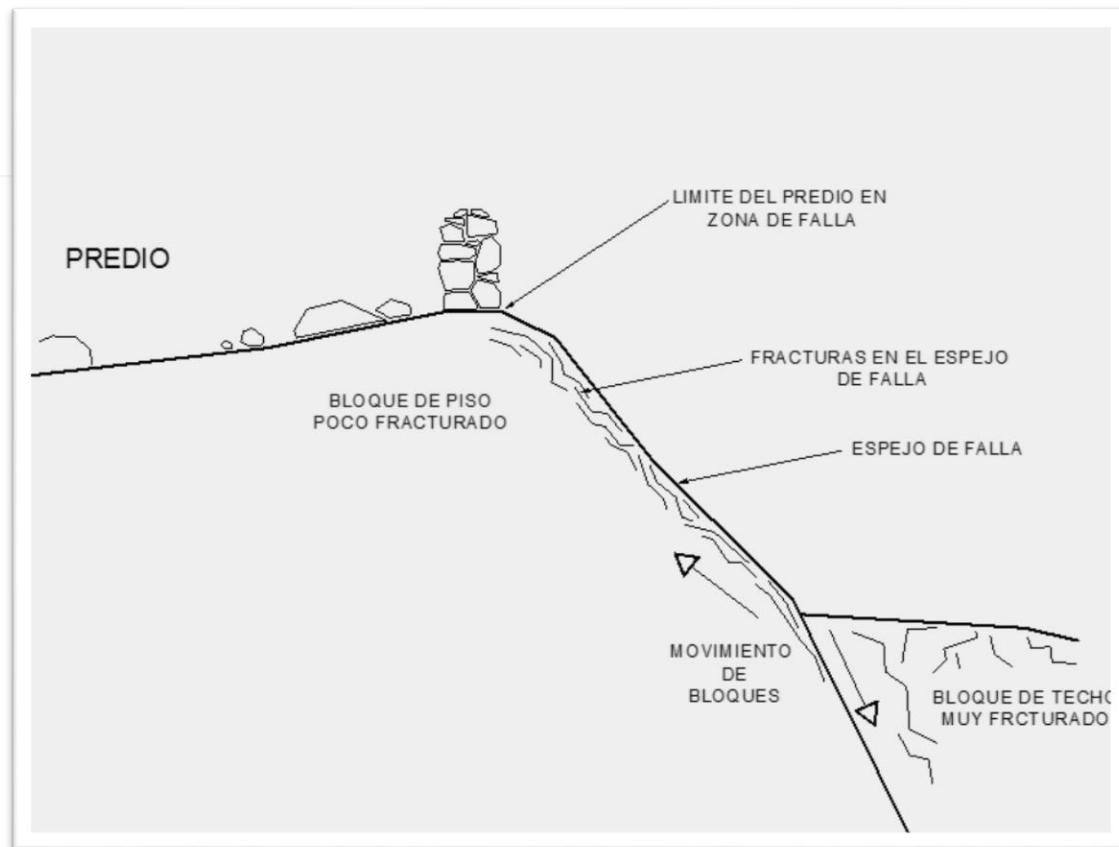 LIMITE DEL PREDIO EN
ZONA DE FALLA
PREDIO
FRACTURAS EN EL ESPEJO
DE FALLA
BLOQUE DE PISO
POCO FRACTURADO
ESPEJO DE FALLA
MOVIMIENTO
DE
BLOQUES
BLOQUE DE TECHO
MUY FRCTURADO